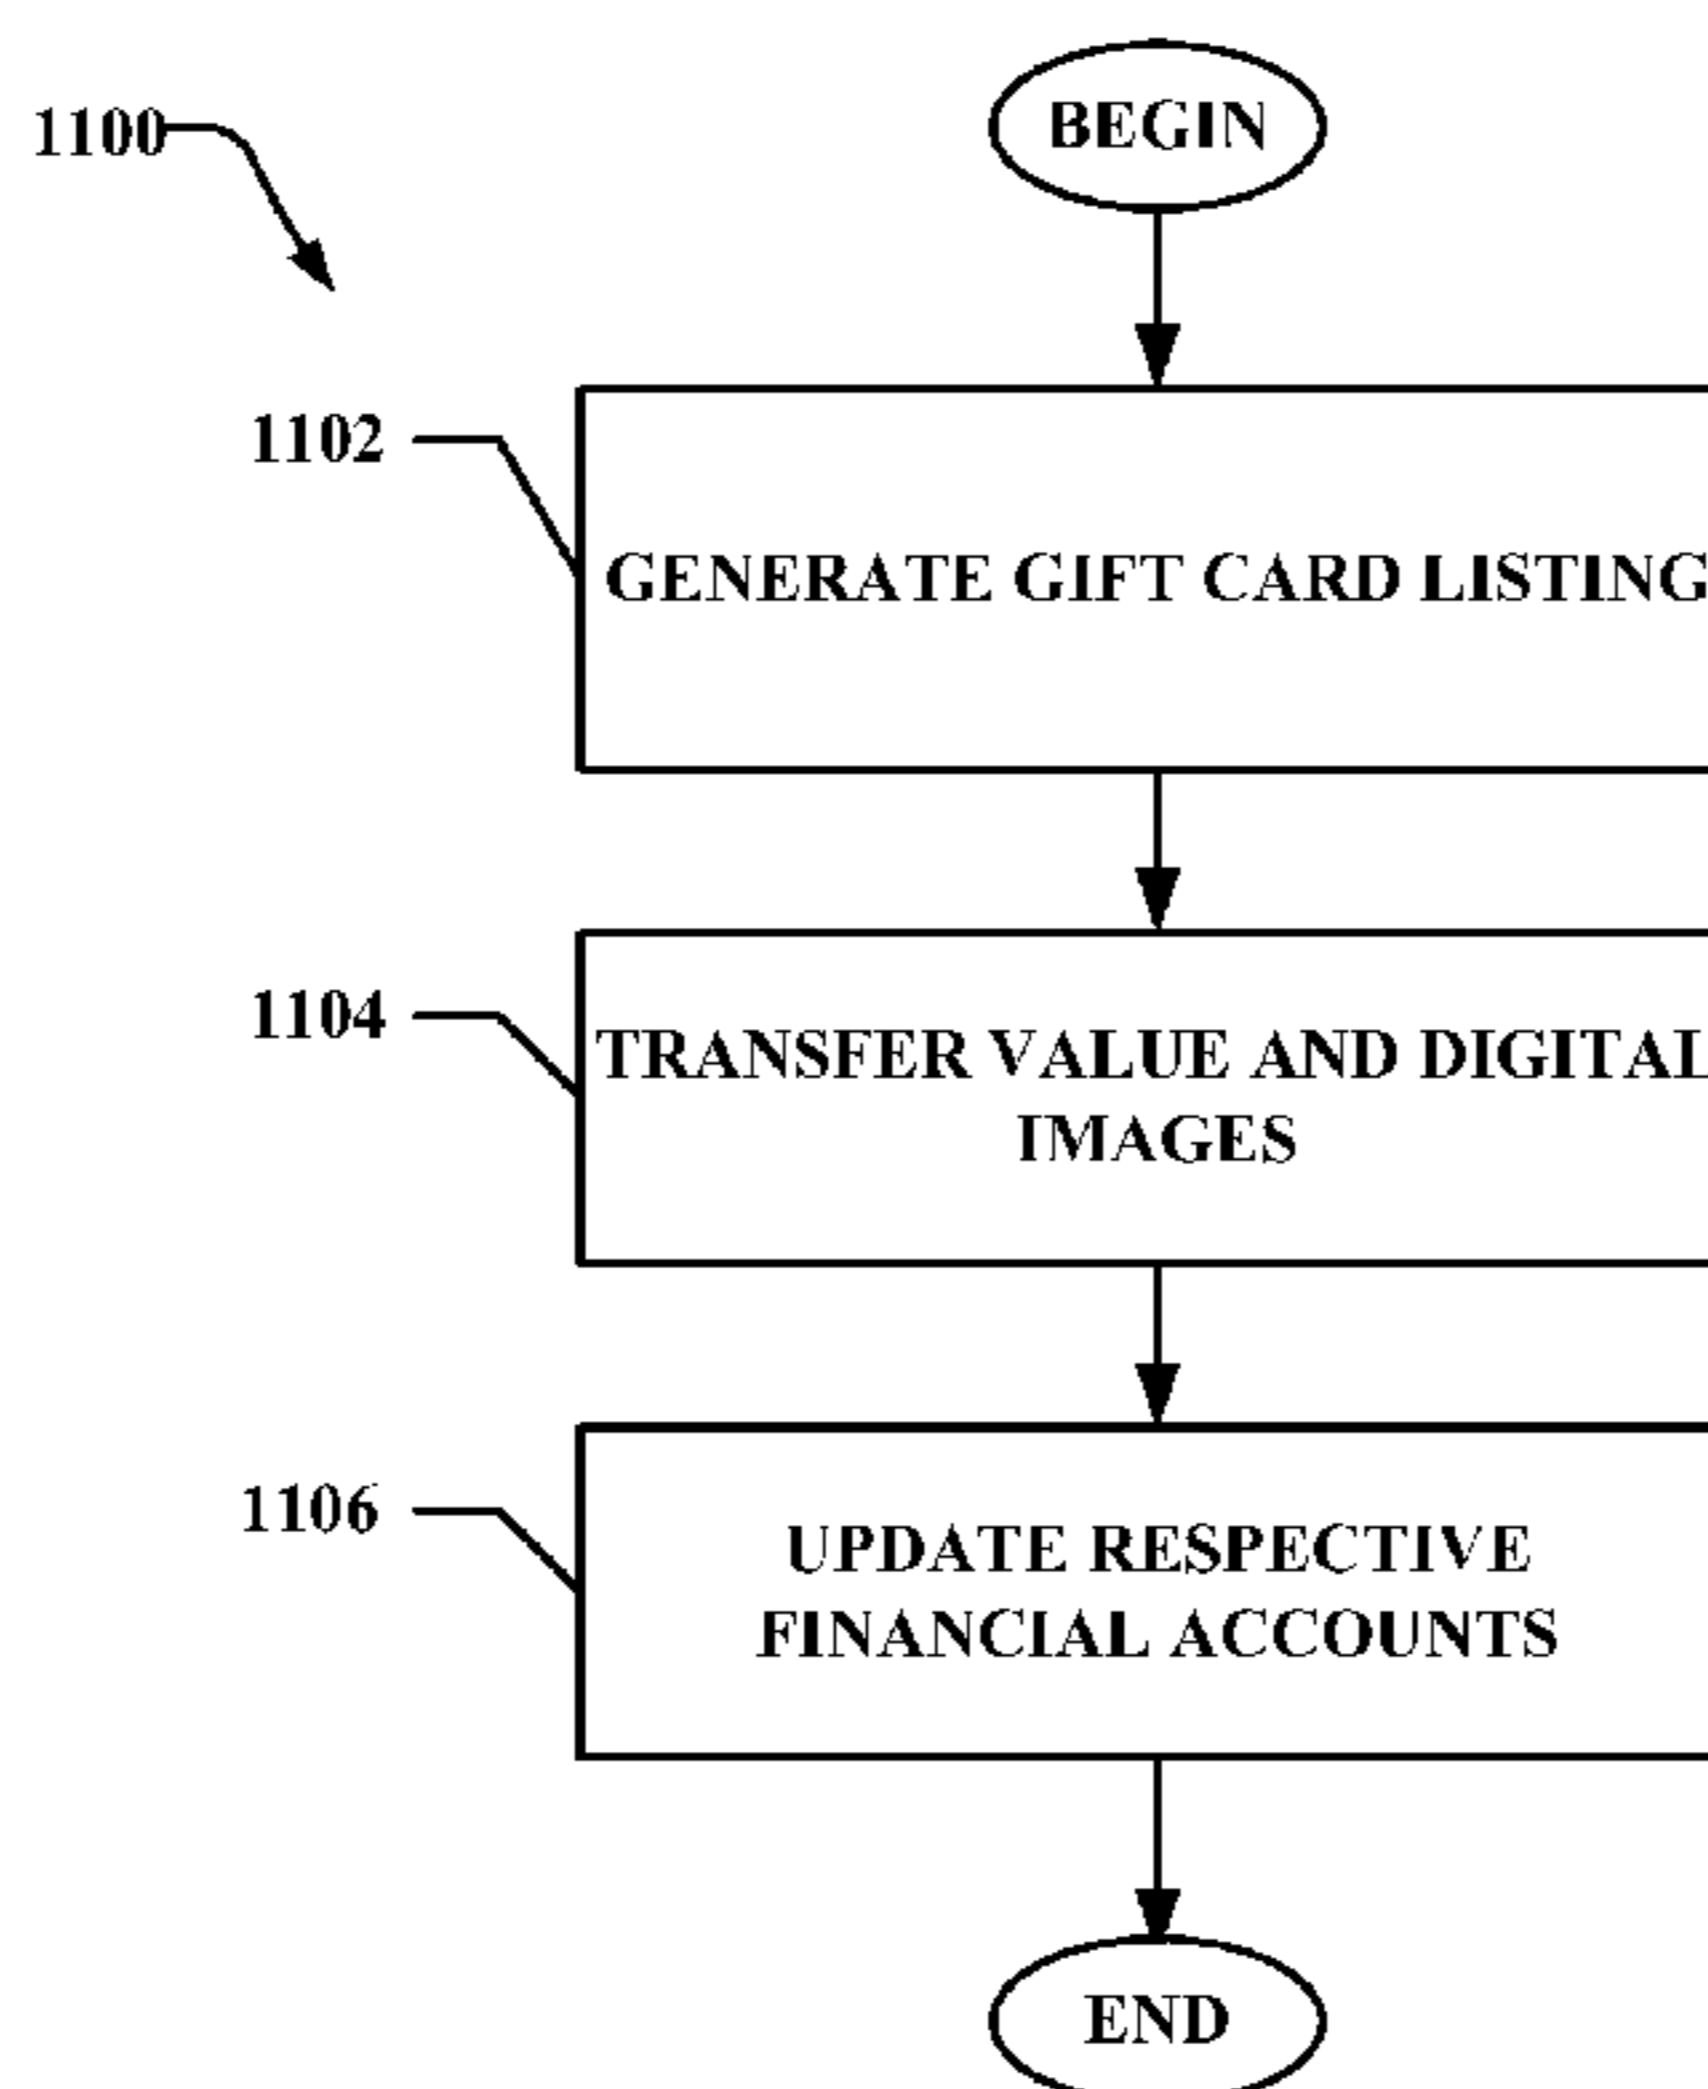 1100
BEGIN
1102
GENERATE GIFT CARD LISTING
1104
TRANSFER VALUE AND DIGITAL
IMAGES
1106
UPDATE RESPECTIVE
FINANCIAL ACCOUNTS
END